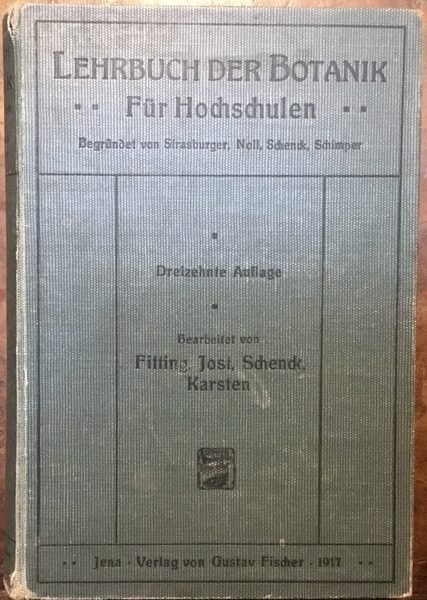 LEHRBUCH DER BOTANIK
Für Hochschulen
Begründet von Strasburger, Noll, Schenck, Schimper
Dreizehnte Auflage
Bearbeitet von
Fitting, Jost, Schenck,
Karsten
Jena · Verlag von Gustav Fischer · 1917